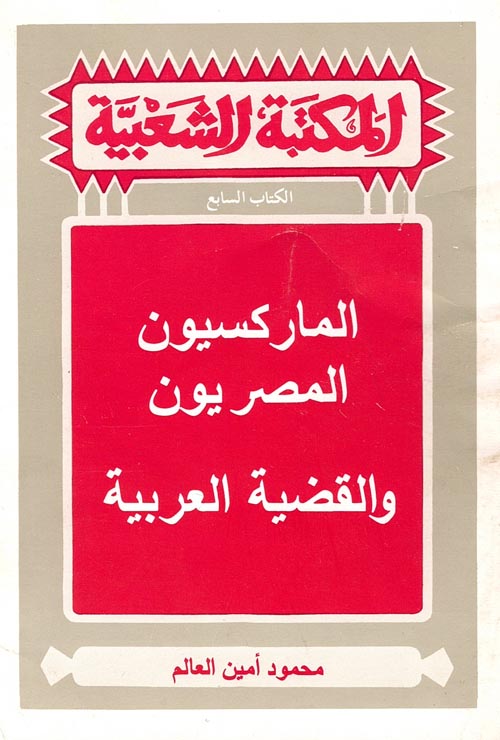 المكتبة الشعبية
الكتاب السابع
الماركسيون
المصريون
والقضية العربية
محمود أمين العالم